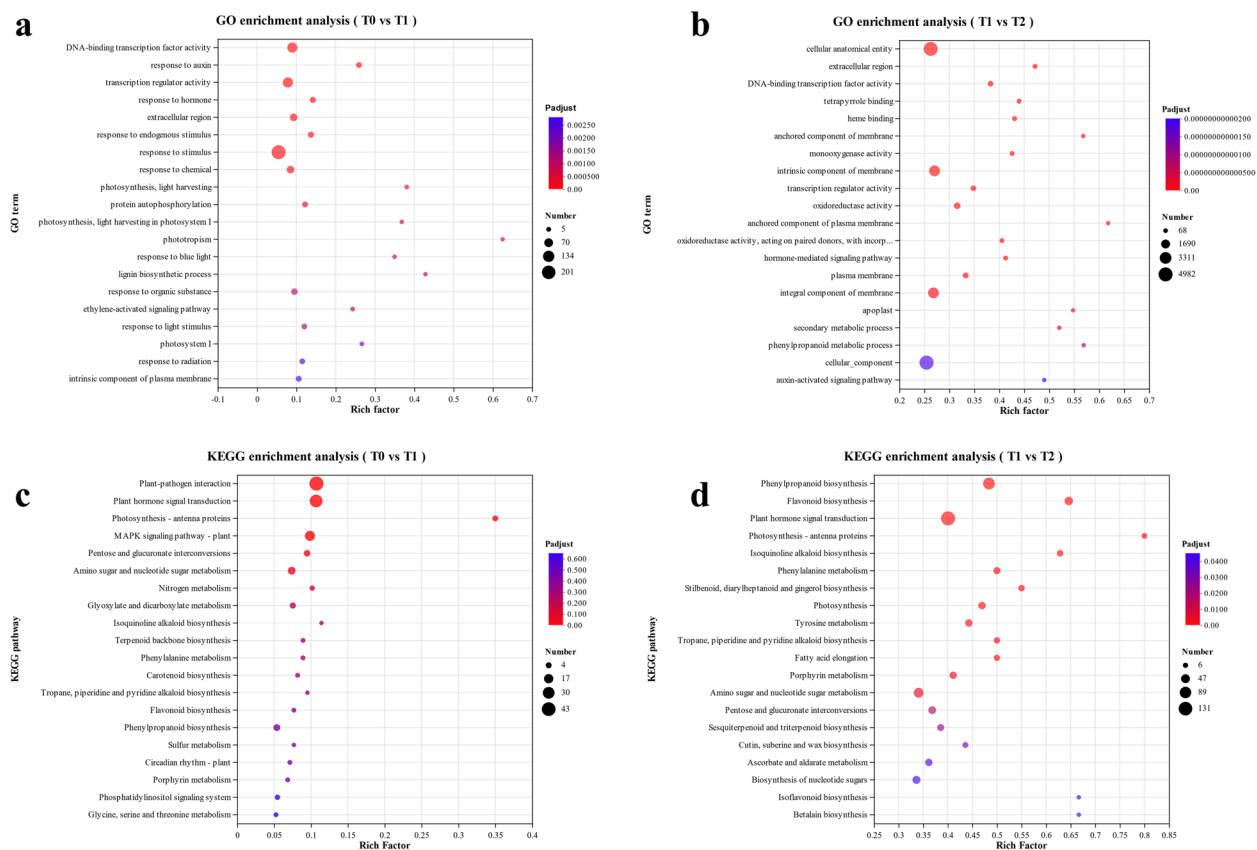 a
GO enrichment analysis ( T0 vs T1 )
DNA-binding transcription factor activity
response to auxin
transcription regulator activity
response to hormone
extracellular region
response to endogenous stimulus
response to stimulus
response to chemical
photosynthesis, light harvesting
protein autophosphorylation
photosynthesis, light harvesting in photosystem I
phototropism
response to blue light
lignin biosynthetic process
response to organic substance
ethylene-activated signaling pathway
response to light stimulus
photosystem I
response to radiation
intrinsic component of plasma membrane
GO term
-0.1 0 0.1 0.2 0.3 0.4 0.5 0.6 0.7
Rich factor
Padjust
0.00250
0.00200
0.00150
0.00100
0.000500
0.00
Number
5
70
134
201
b
GO enrichment analysis ( T1 vs T2 )
cellular anatomical entity
extracellular region
DNA-binding transcription factor activity
tetrapyrrole binding
heme binding
anchored component of membrane
monooxygenase activity
intrinsic component of membrane
transcription regulator activity
oxidoreductase activity
anchored component of plasma membrane
oxidoreductase activity, acting on paired donors, with incorp...
hormone-mediated signaling pathway
plasma membrane
integral component of membrane
apoplast
secondary metabolic process
phenylpropanoid metabolic process
cellular_component
auxin-activated signaling pathway
GO term
0.2 0.25 0.3 0.35 0.4 0.45 0.5 0.55 0.6 0.65 0.7
Rich factor
Padjust
0.00
Number
68
1690
3311
4982
c
KEGG enrichment analysis ( T0 vs T1 )
Plant-pathogen interaction
Plant hormone signal transduction
Photosynthesis - antenna proteins
MAPK signaling pathway - plant
Pentose and glucuronate interconversions
Amino sugar and nucleotide sugar metabolism
Nitrogen metabolism
Glyoxylate and dicarboxylate metabolism
Isoquinoline alkaloid biosynthesis
Terpenoid backbone biosynthesis
Phenylalanine metabolism
Carotenoid biosynthesis
Tropane, piperidine and pyridine alkaloid biosynthesis
Flavonoid biosynthesis
Phenylpropanoid biosynthesis
Sulfur metabolism
Circadian rhythm - plant
Porphyrin metabolism
Phosphatidylinositol signaling system
Glycine, serine and threonine metabolism
KEGG pathway
0 0.05 0.1 0.15 0.2 0.25 0.3 0.35 0.4
Rich Factor
Padjust
0.600
0.500
0.400
0.300
0.200
0.100
0.00
Number
4
17
30
43
d
KEGG enrichment analysis ( T1 vs T2 )
Phenylpropanoid biosynthesis
Flavonoid biosynthesis
Plant hormone signal transduction
Photosynthesis - antenna proteins
Isoquinoline alkaloid biosynthesis
Phenylalanine metabolism
Stilbenoid, diarylheptanoid and gingerol biosynthesis
Photosynthesis
Tyrosine metabolism
Tropane, piperidine and pyridine alkaloid biosynthesis
Fatty acid elongation
Porphyrin metabolism
Amino sugar and nucleotide sugar metabolism
Pentose and glucuronate interconversions
Sesquiterpenoid and triterpenoid biosynthesis
Cutin, suberine and wax biosynthesis
Ascorbate and aldarate metabolism
Biosynthesis of nucleotide sugars
Isoflavonoid biosynthesis
Betalain biosynthesis
KEGG pathway
0.25 0.3 0.35 0.4 0.45 0.5 0.55 0.6 0.65 0.7 0.75 0.8 0.85
Rich Factor
Padjust
0.0400
0.0300
0.0200
0.0100
0.00
Number
6
47
89
131